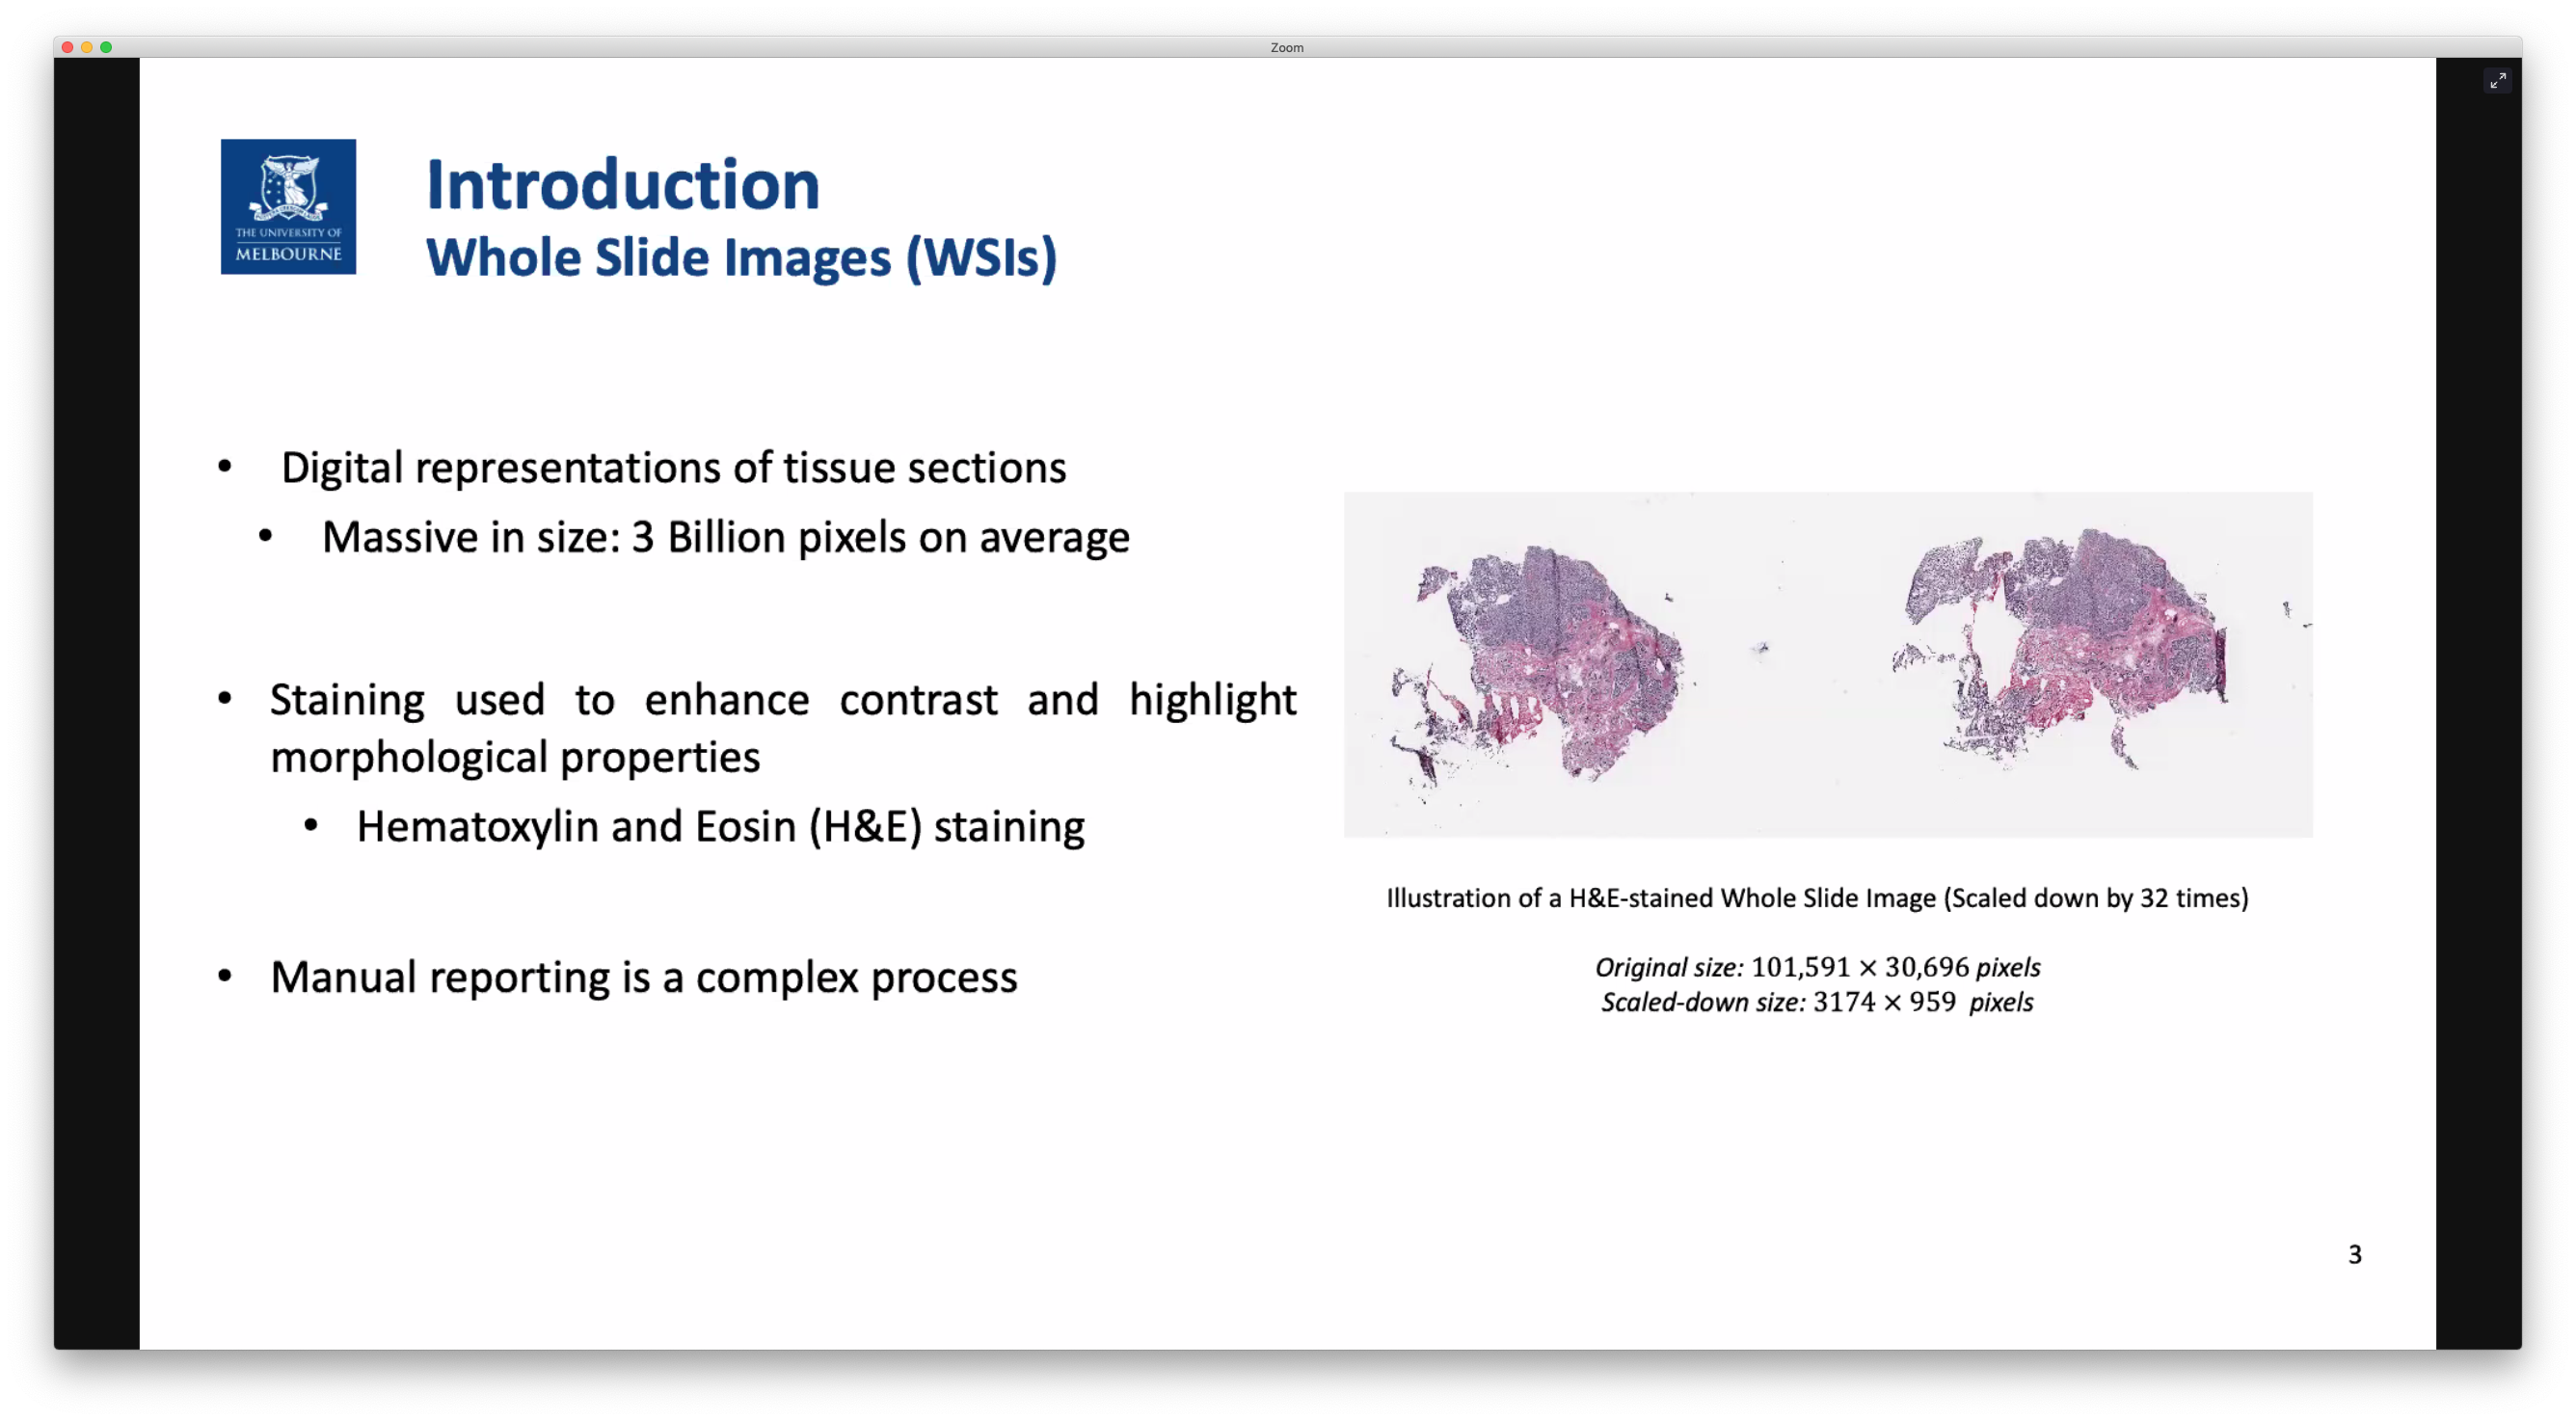 Zoom
THE UNIVERSITY OF
MELBOURNE
Introduction
Whole Slide Images (WSIs)
• Digital representations of tissue sections
• Massive in size: 3 Billion pixels on average
• Staining used to enhance contrast and highlight
morphological properties
• Hematoxylin and Eosin (H&E) staining
• Manual reporting is a complex process
Illustration of a H&E-stained Whole Slide Image (Scaled down by 32 times)
Original size: 101,591 × 30,696 pixels
Scaled-down size: 3174 × 959 pixels
3